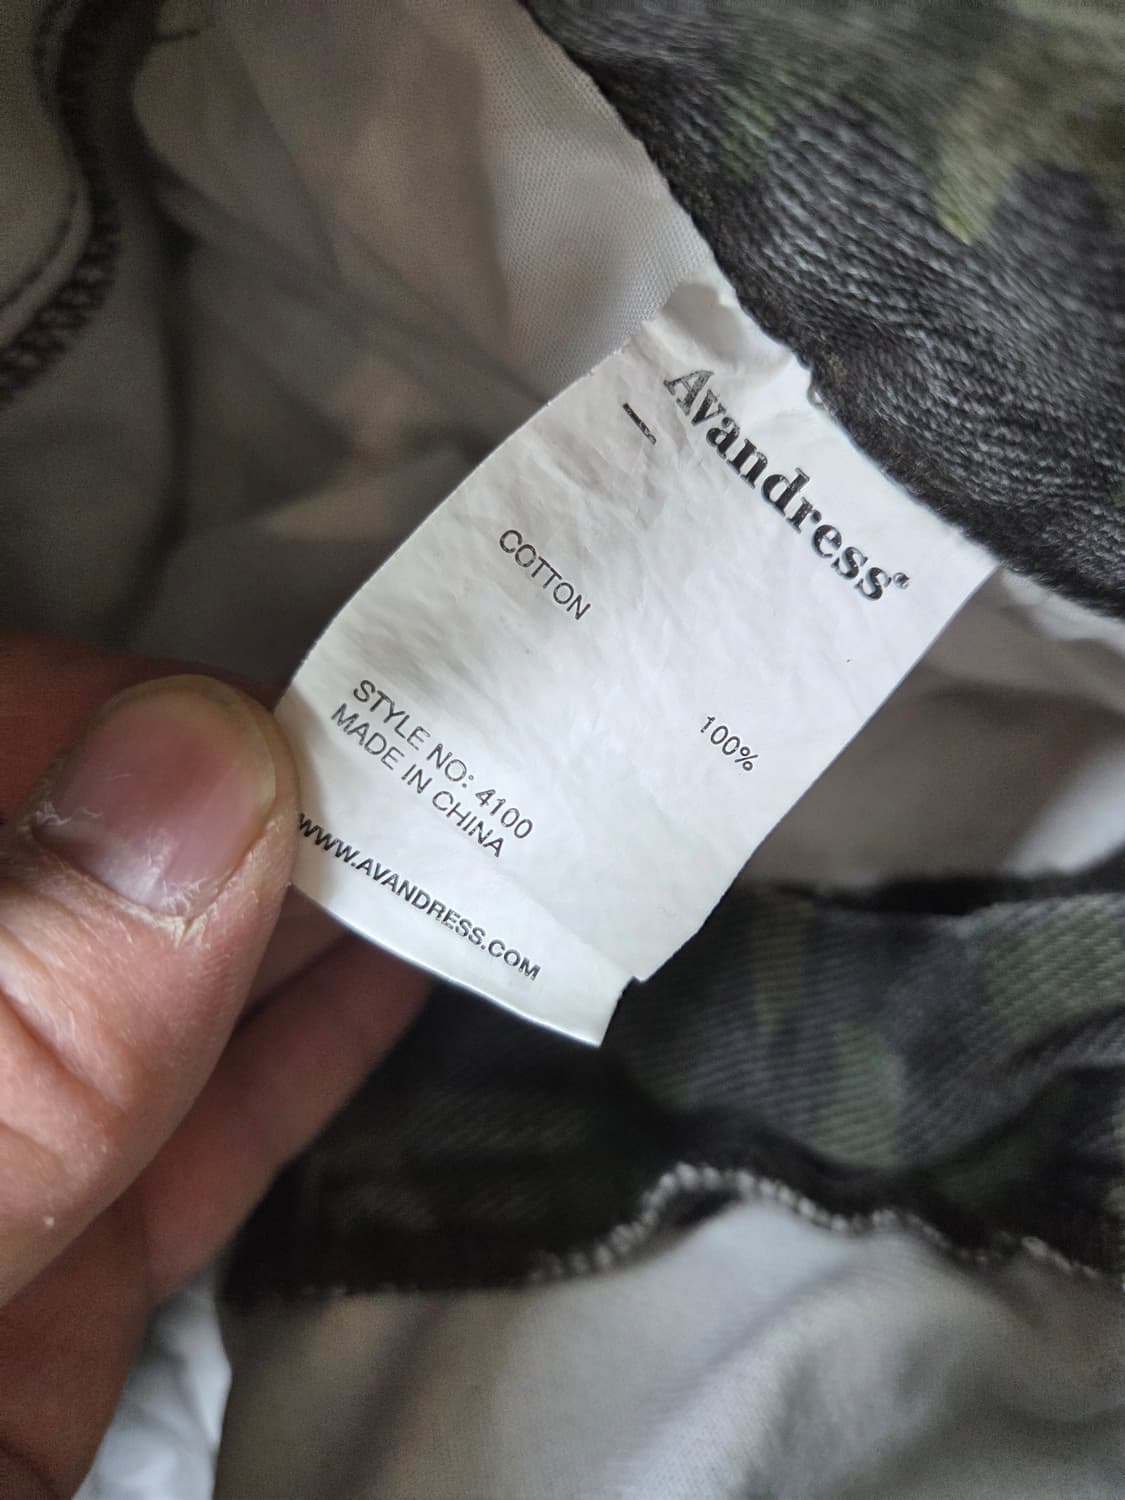 Avandress®
COTTON 100%
STYLE NO: 4100
MADE IN CHINA
WWW.AVANDRESS.COM